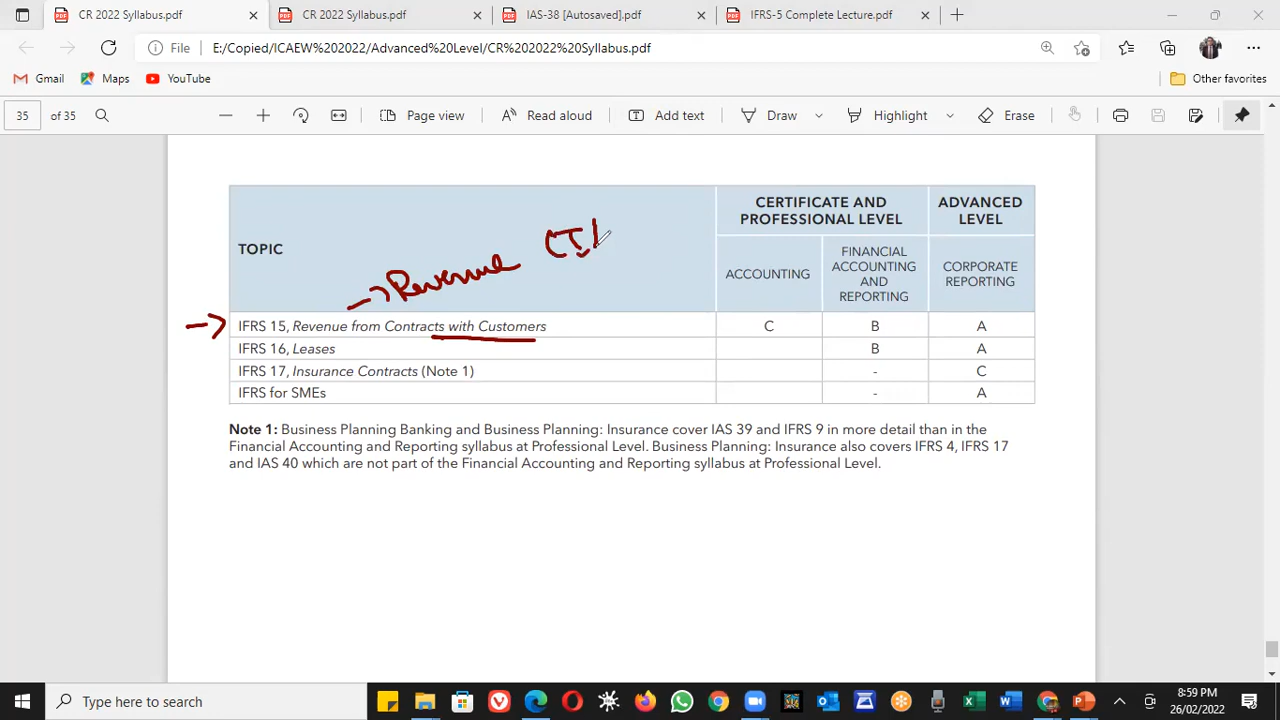 CR 2022 Syllabus.pdf
CR 2022 Syllabus.pdf
IAS-38 [Autosaved].pdf
IFRS-5 Complete Lecture.pdf
File
E:/Copied/ICAEW%202022/Advanced%20Level/CR%202022%20Syllabus.pdf
Gmail
Maps
YouTube
Other favorites
35 of 35
Page view
Read aloud
Add text
Draw
Highlight
Erase
TOPIC
CERTIFICATE AND
PROFESSIONAL LEVEL
ADVANCED
LEVEL
ACCOUNTING
FINANCIAL
ACCOUNTING
AND
REPORTING
CORPORATE
REPORTING
Revenue
IFRS 15, Revenue from Contracts with Customers C B A
IFRS 16, Leases B A
IFRS 17, Insurance Contracts (Note 1) - C
IFRS for SMEs - A
Note 1: Business Planning Banking and Business Planning: Insurance cover IAS 39 and IFRS 9 in more detail than in the
Financial Accounting and Reporting syllabus at Professional Level. Business Planning: Insurance also covers IFRS 4, IFRS 17
and IAS 40 which are not part of the Financial Accounting and Reporting syllabus at Professional Level.
Type here to search
8:59 PM
26/02/2022